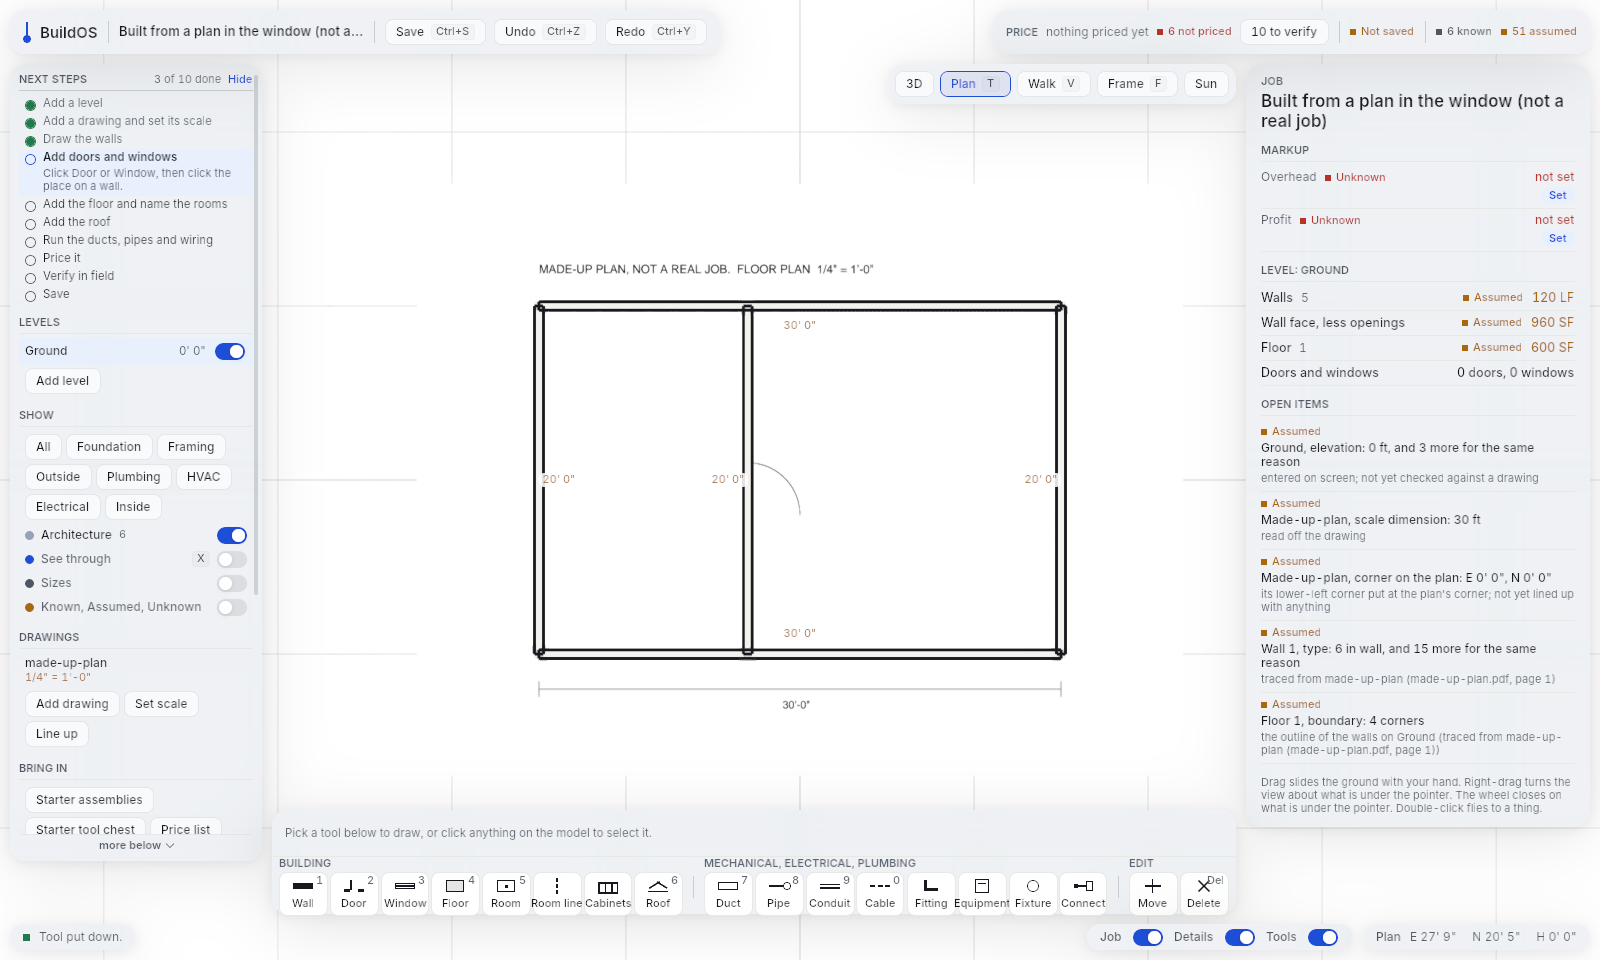 BuildOS
Built from a plan in the window (not a...
Save Ctrl+S
Undo Ctrl+Z
Redo Ctrl+Y
PRICE nothing priced yet 6 not priced 10 to verify Not saved 6 known 51 assumed
3D
Plan T
Walk V
Frame F
Sun
NEXT STEPS 3 of 10 done Hide
Add a level
Add a drawing and set its scale
Draw the walls
Add doors and windows
Click Door or Window, then click the
place on a wall.
Add the floor and name the rooms
Add the roof
Run the ducts, pipes and wiring
Price it
Verify in field
Save
LEVELS
Ground 0' 0"
Add level
SHOW
All Foundation Framing
Outside Plumbing HVAC
Electrical Inside
Architecture 6
See through X
Sizes
Known, Assumed, Unknown
DRAWINGS
made-up-plan
1/4" = 1'-0"
Add drawing Set scale
Line up
BRING IN
Starter assemblies
Starter tool chest Price list
more below
MADE-UP PLAN, NOT A REAL JOB. FLOOR PLAN 1/4" = 1'-0"
30' 0"
20' 0" 20' 0" 20' 0"
30' 0"
30'-0"
JOB
Built from a plan in the window (not a
real job)
MARKUP
Overhead Unknown not set
Set
Profit Unknown not set
Set
LEVEL: GROUND
Walls 5 Assumed 120 LF
Wall face, less openings Assumed 960 SF
Floor 1 Assumed 600 SF
Doors and windows 0 doors, 0 windows
OPEN ITEMS
Assumed
Ground, elevation: 0 ft, and 3 more for the same
reason
entered on screen; not yet checked against a drawing
Assumed
Made-up-plan, scale dimension: 30 ft
read off the drawing
Assumed
Made-up-plan, corner on the plan: E 0' 0", N 0' 0"
its lower-left corner put at the plan's corner; not yet lined up
with anything
Assumed
Wall 1, type: 6 in wall, and 15 more for the same
reason
traced from made-up-plan (made-up-plan.pdf, page 1)
Assumed
Floor 1, boundary: 4 corners
the outline of the walls on Ground (traced from made-up-
plan (made-up-plan.pdf, page 1))
Drag slides the ground with your hand. Right-drag turns the
view about what is under the pointer. The wheel closes on
what is under the pointer. Double-click flies to a thing.
Pick a tool below to draw, or click anything on the model to select it.
BUILDING MECHANICAL, ELECTRICAL, PLUMBING EDIT
1 2 3 4 5 6 7 8 9 0 Del
Wall Door Window Floor Room Room line Cabinets Roof Duct Pipe Conduit Cable Fitting Equipment Fixture Connect Move Delete
Tool put down.
Job Details Tools
Plan E 27' 9" N 20' 5" H 0' 0"